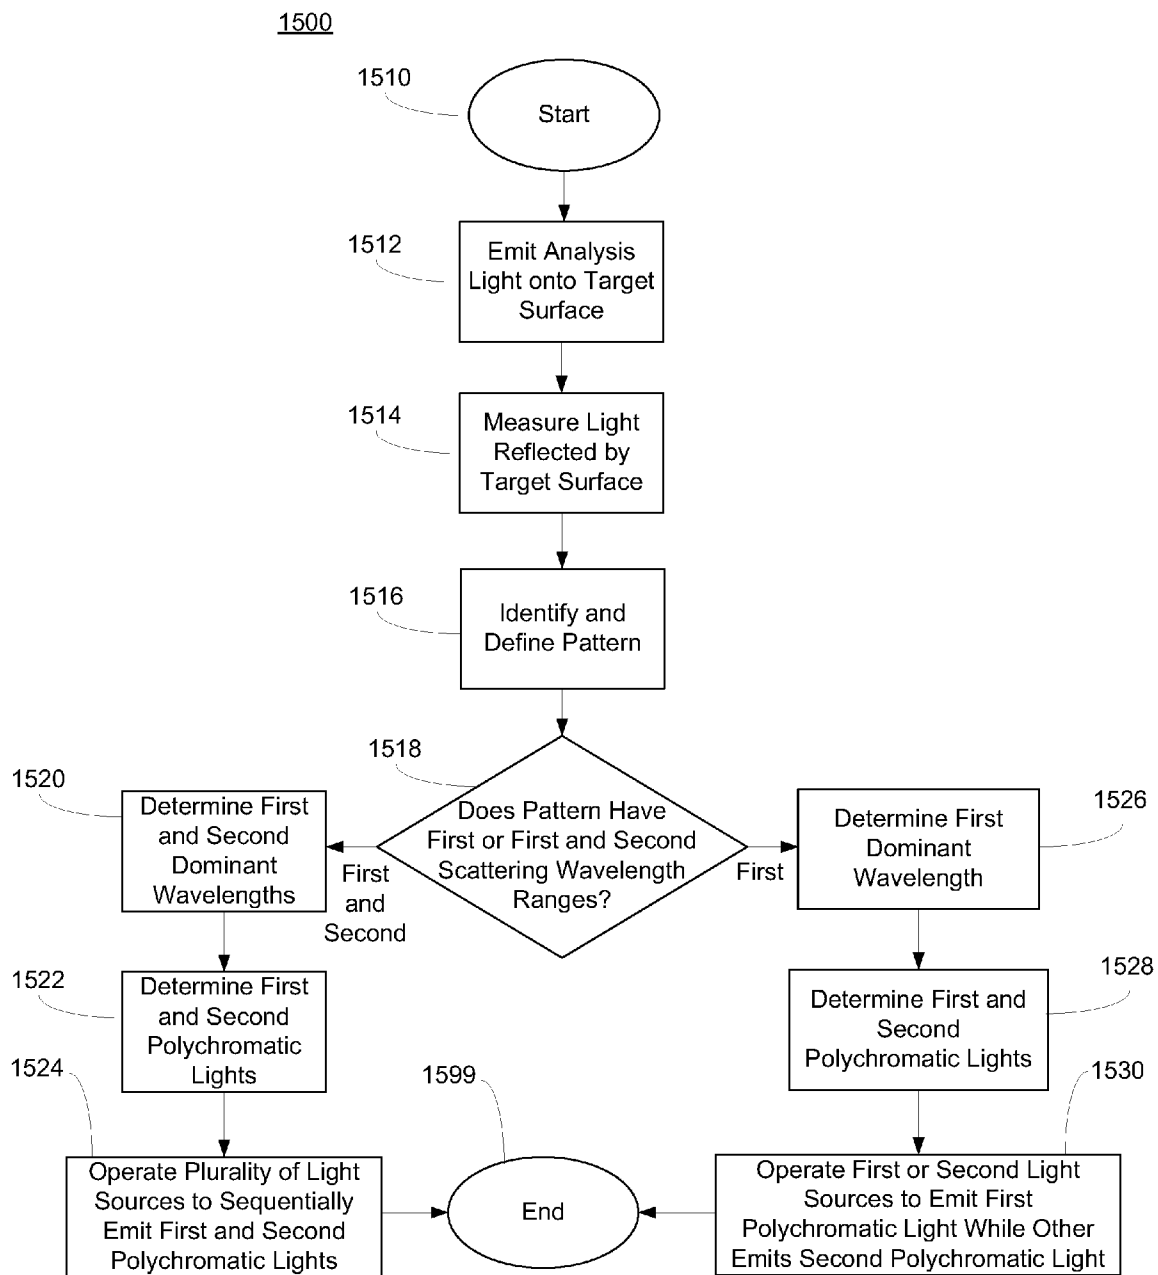 1500
1510
Start
1512
Emit Analysis
Light onto Target
Surface
1514
Measure Light
Reflected by
Target Surface
1516
Identify and
Define Pattern
1518
Does Pattern Have
First or First and Second
Scattering Wavelength
Ranges?
First
and
Second
First
1520
Determine First
and Second
Dominant
Wavelengths
1522
Determine First
and Second
Polychromatic
Lights
1524
Operate Plurality of Light
Sources to Sequentially
Emit First and Second
Polychromatic Lights
1526
Determine First
Dominant
Wavelength
1528
Determine First and
Second
Polychromatic Lights
1530
Operate First or Second Light
Sources to Emit First
Polychromatic Light While Other
Emits Second Polychromatic Light
1599
End